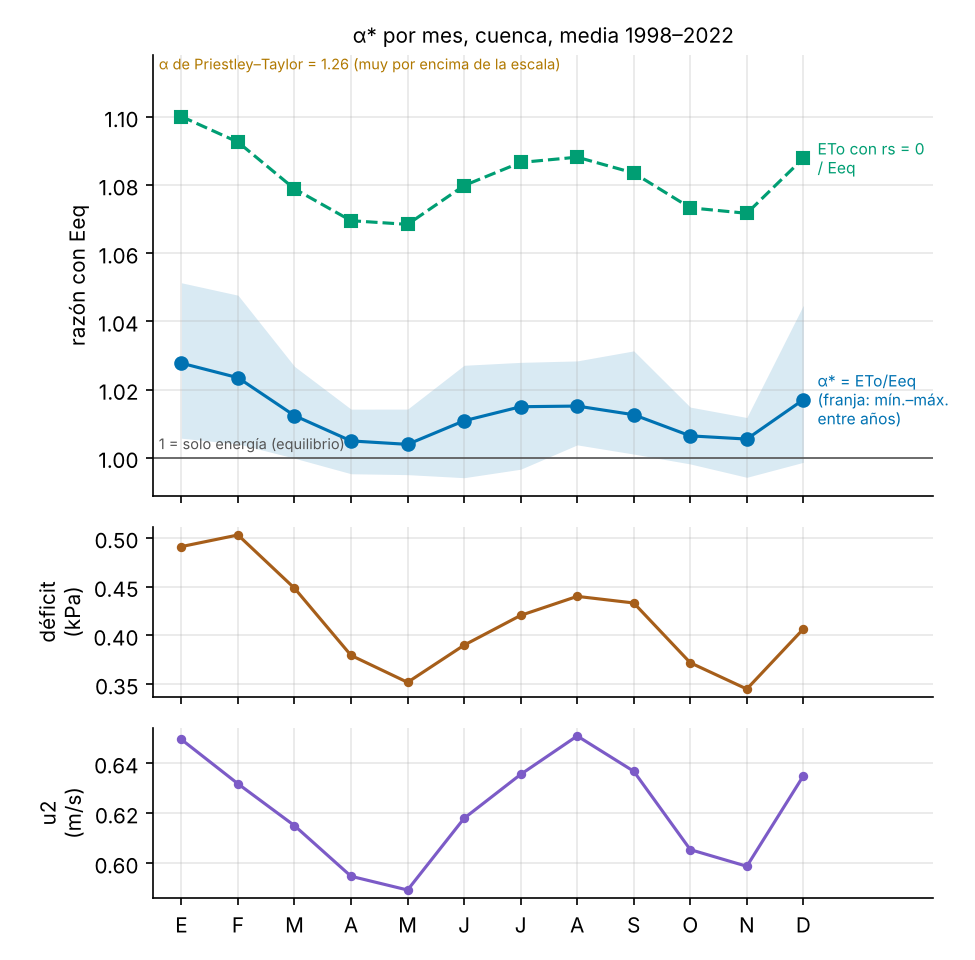 α* por mes, cuenca, media 1998–2022
α de Priestley–Taylor = 1.26 (muy por encima de la escala)
1.10
1.08
1.06
1.04
1.02
1.00
razón con Eeq
ETo con rs = 0
/ Eeq
α* = ETo/Eeq
(franja: mín.–máx.
entre años)
1 = solo energía (equilibrio)
0.50
0.45
0.40
0.35
déficit
(kPa)
0.64
0.62
0.60
u2
(m/s)
E F M A M J J A S O N D